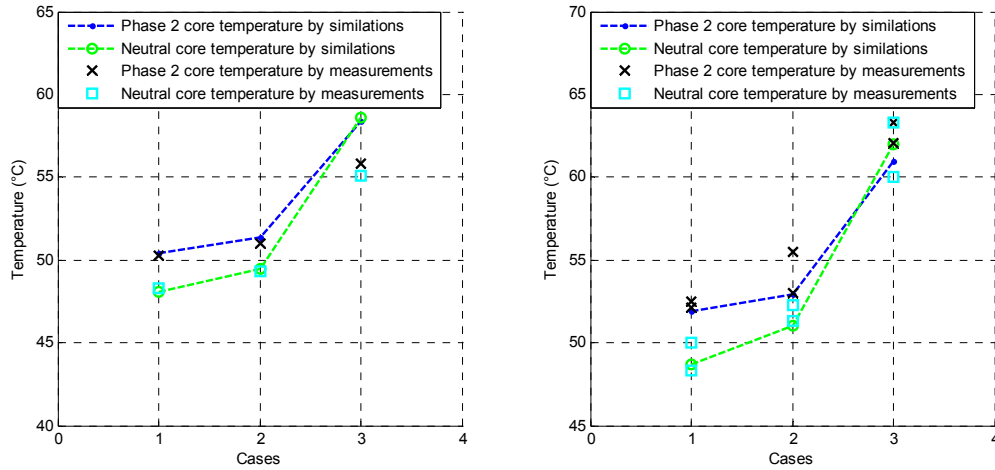 65
Phase 2 core temperature by similations
Neutral core temperature by similations
Phase 2 core temperature by measurements
Neutral core temperature by measurements
60
55
50
45
40
Temperature (°C)
0
1
2
3
4
Cases
70
Phase 2 core temperature by similations
Neutral core temperature by similations
Phase 2 core temperature by measurements
Neutral core temperature by measurements
65
60
55
50
45
Temperature (°C)
0
1
2
3
4
Cases